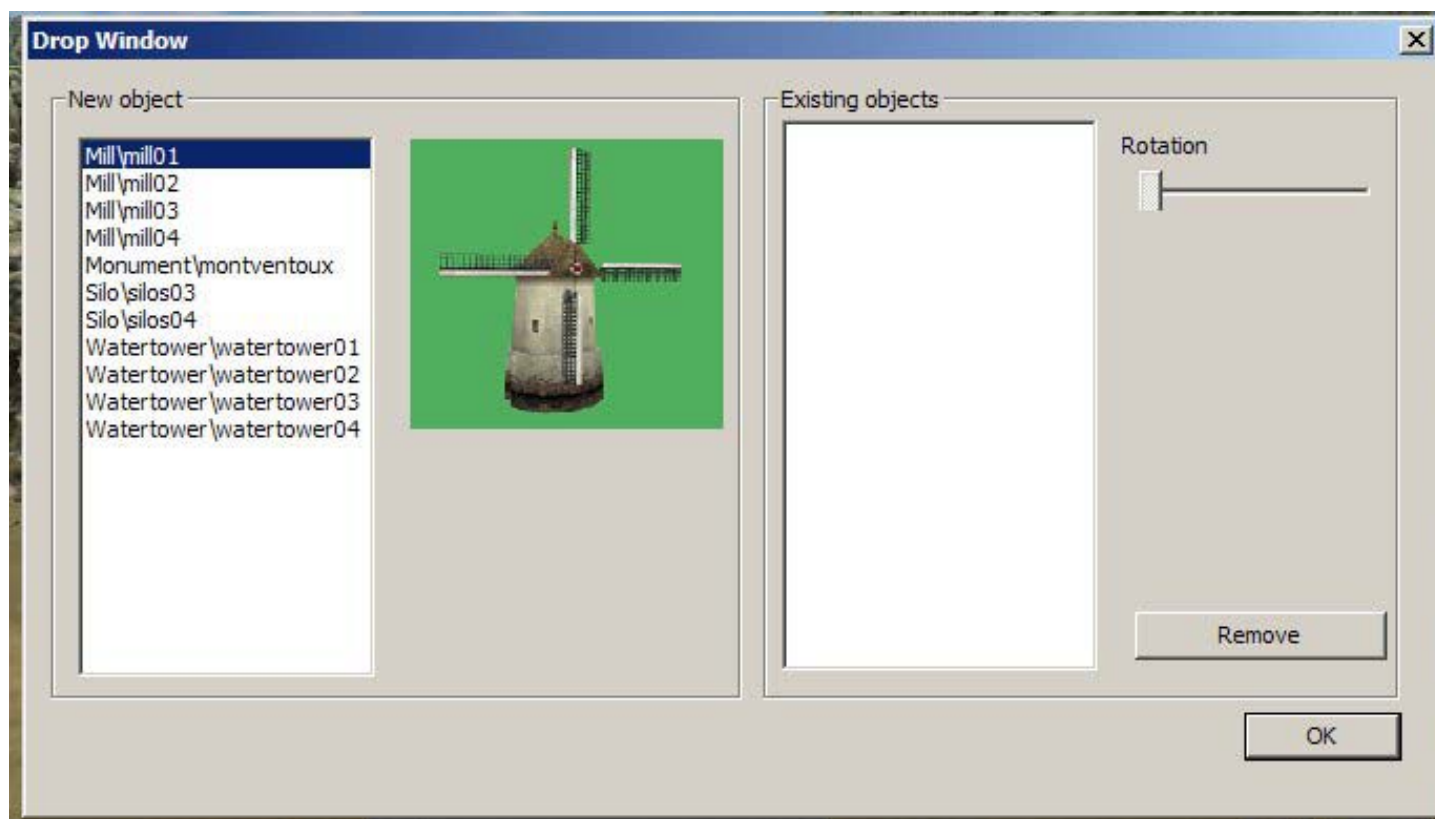 Drop Window
New object
Mill\mill01
Mill\mill02
Mill\mill03
Mill\mill04
Monument\montventoux
Silo\silos03
Silo\silos04
Watertower\watertower01
Watertower\watertower02
Watertower\watertower03
Watertower\watertower04
Existing objects
Rotation
Remove
OK